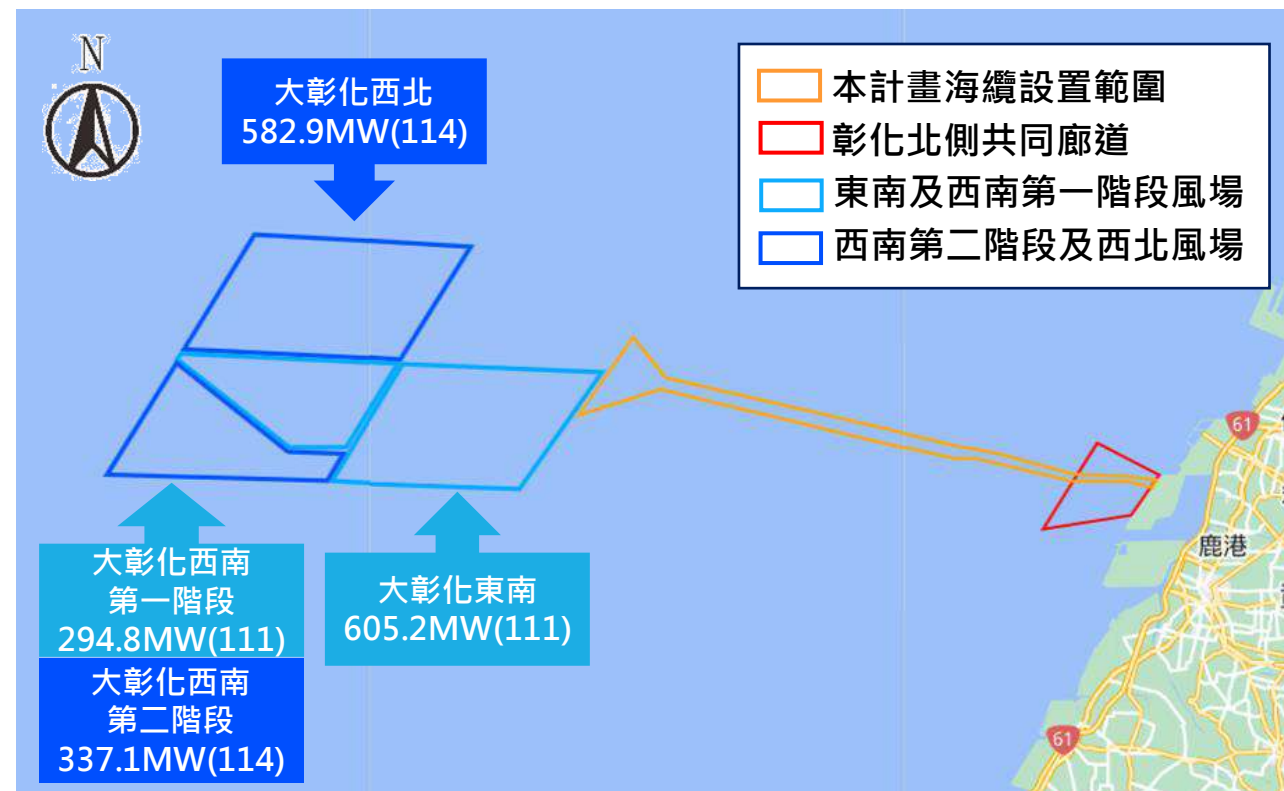 N
大彰化西北
582.9MW(114)
本計畫海纜設置範圍
彰化北側共同廊道
東南及西南第一階段風場
西南第二階段及西北風場
61
鹿港
大彰化西南
第一階段
294.8MW(111)
大彰化東南
605.2MW(111)
大彰化西南
第二階段
337.1MW(114)
61